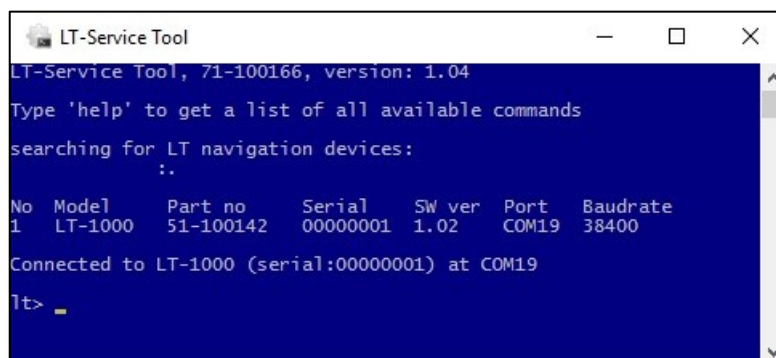 LT-Service Tool
LT-Service Tool, 71-100166, version: 1.04
Type 'help' to get a list of all available commands
searching for LT navigation devices:
:.
No Model Part no Serial SW ver Port Baudrate
1 LT-1000 51-100142 00000001 1.02 COM19 38400
Connected to LT-1000 (serial:00000001) at COM19
lt> _